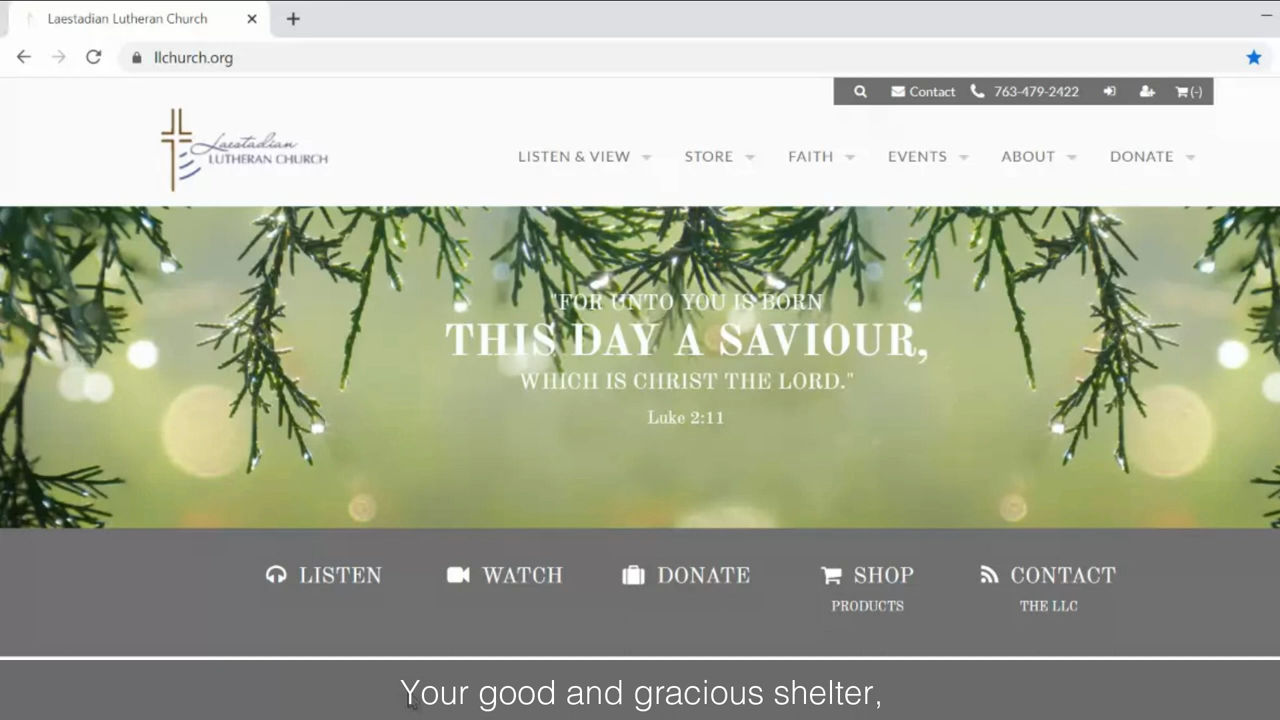 Laestadian Lutheran Church
llchurch.org
Contact 763-479-2422 (-)
Laestadian
LUTHERAN CHURCH
LISTEN & VIEW STORE FAITH EVENTS ABOUT DONATE
"FOR UNTO YOU IS BORN
THIS DAY A SAVIOUR,
WHICH IS CHRIST THE LORD."
Luke 2:11
LISTEN WATCH DONATE SHOP CONTACT
PRODUCTS THE LLC
Your good and gracious shelter,